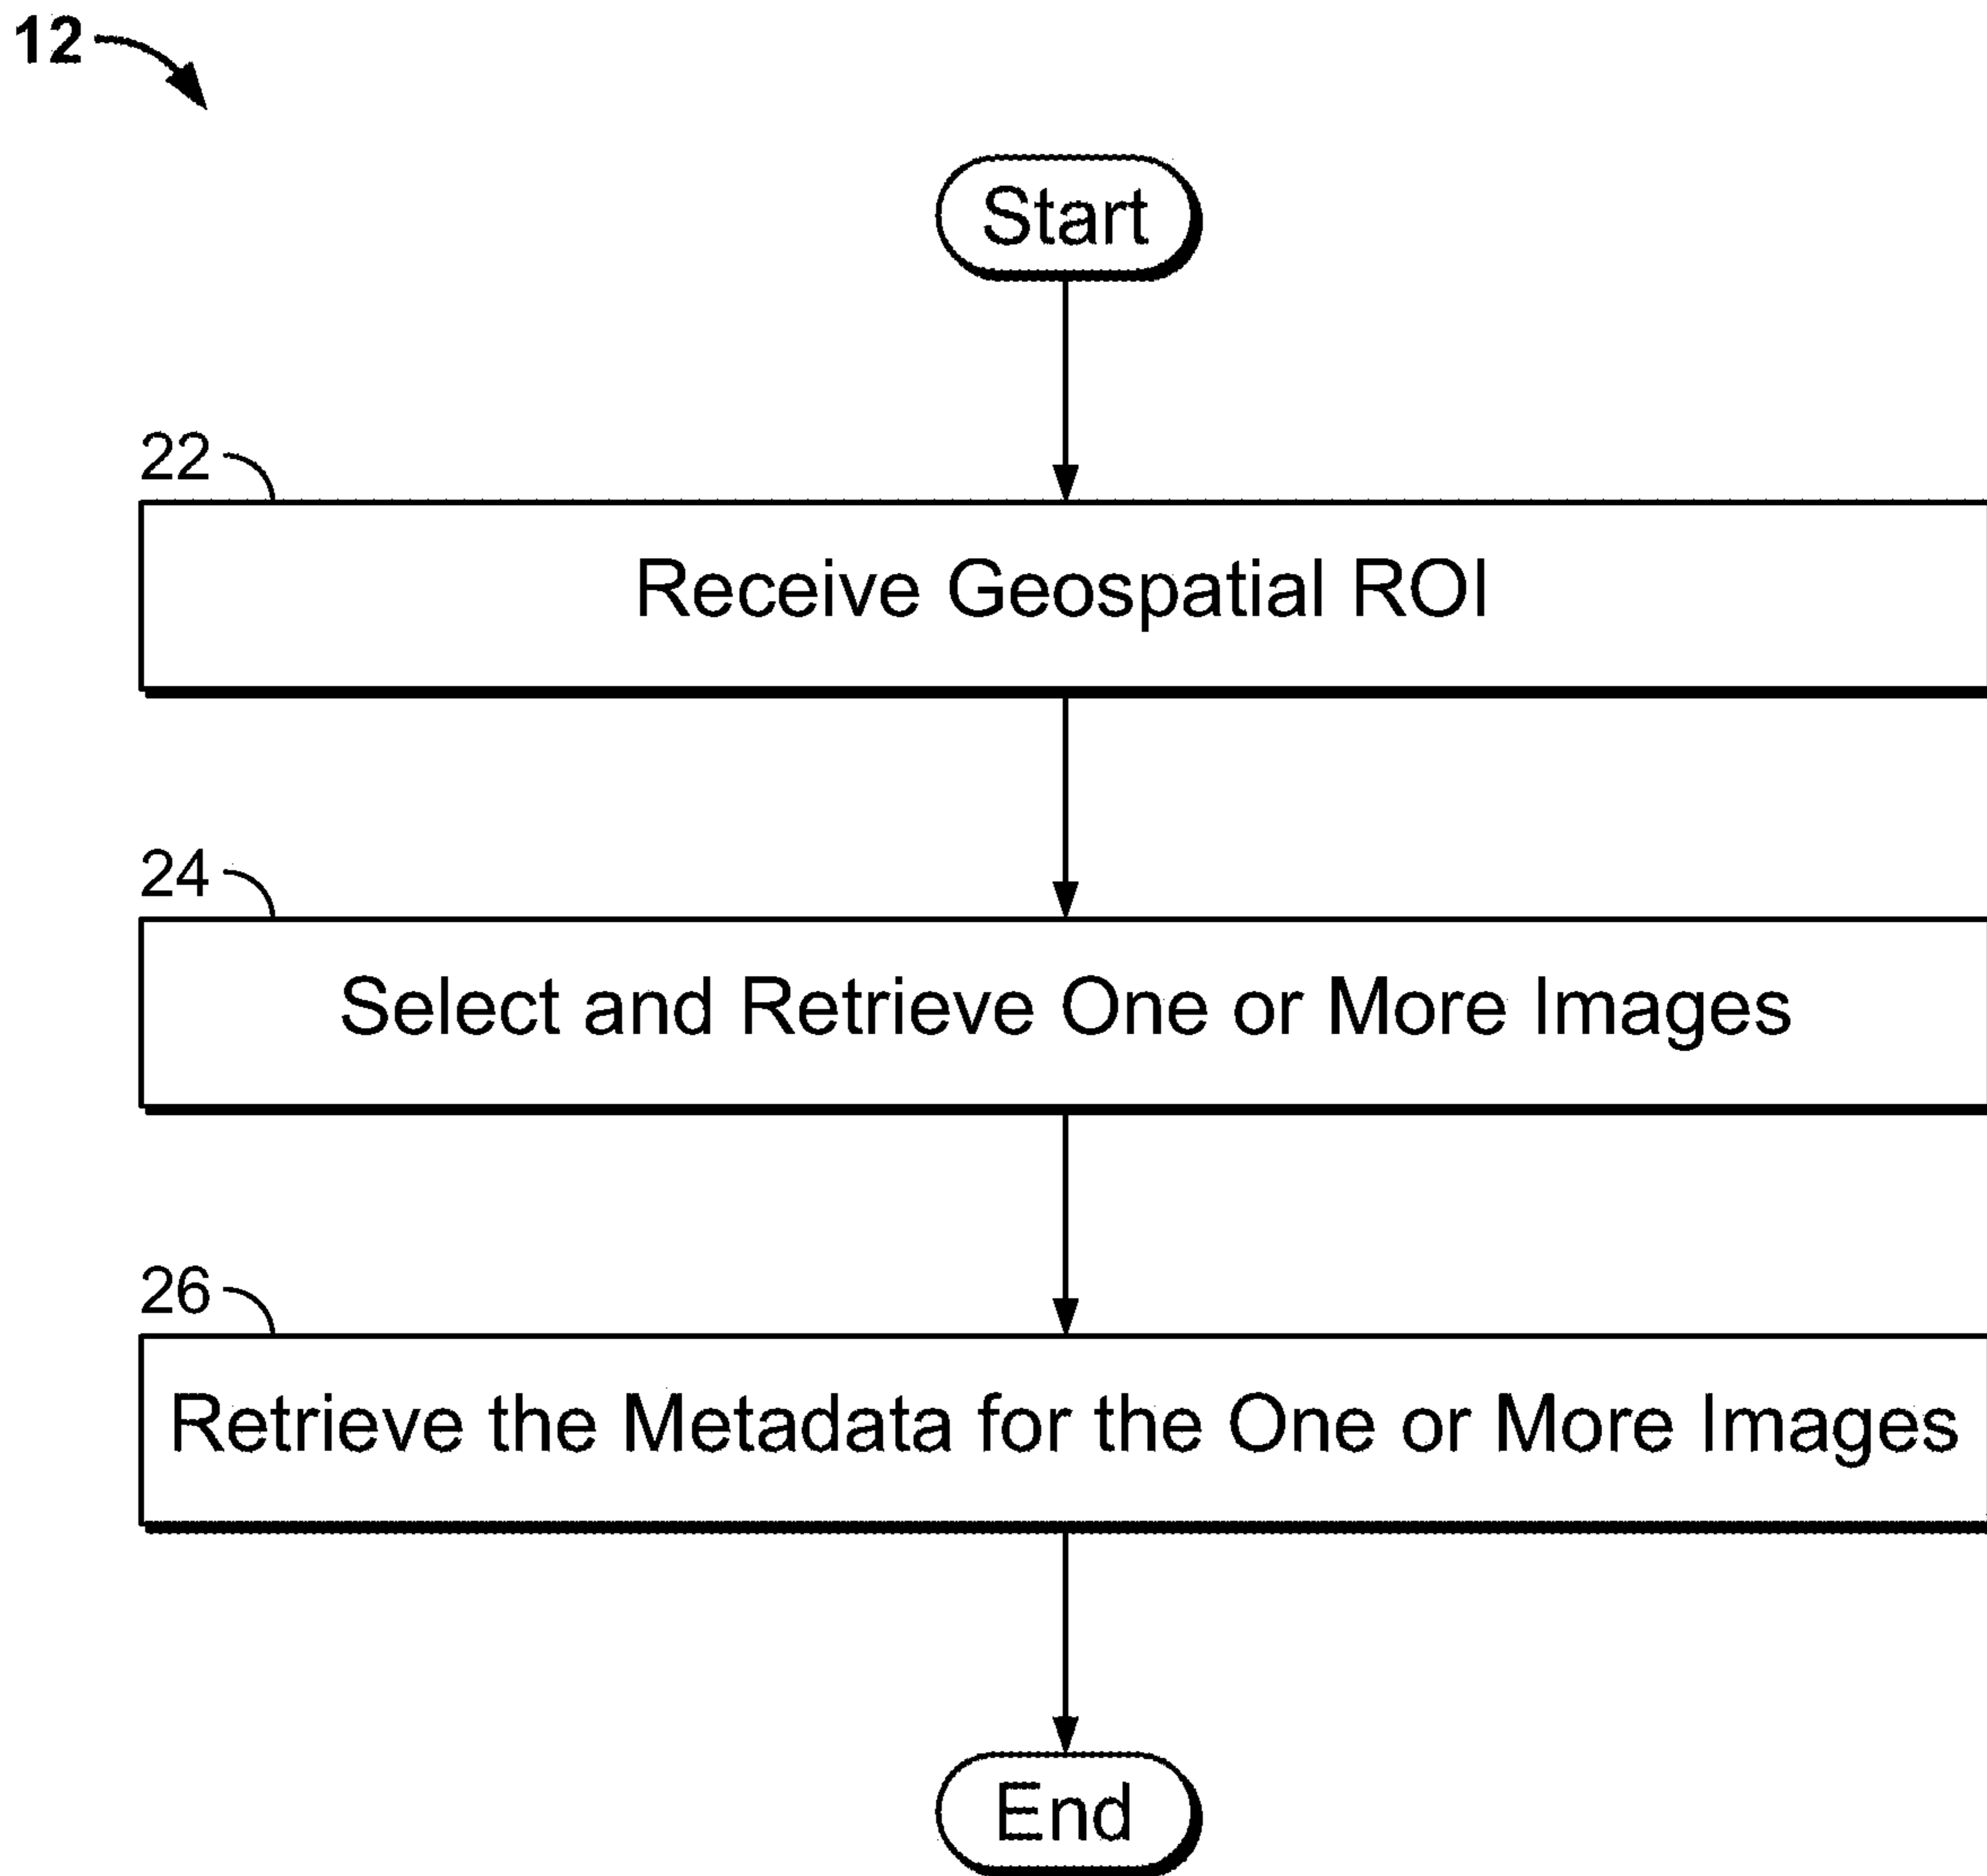 12
Start
22
Receive Geospatial ROI
24
Select and Retrieve One or More Images
26
Retrieve the Metadata for the One or More Images
End